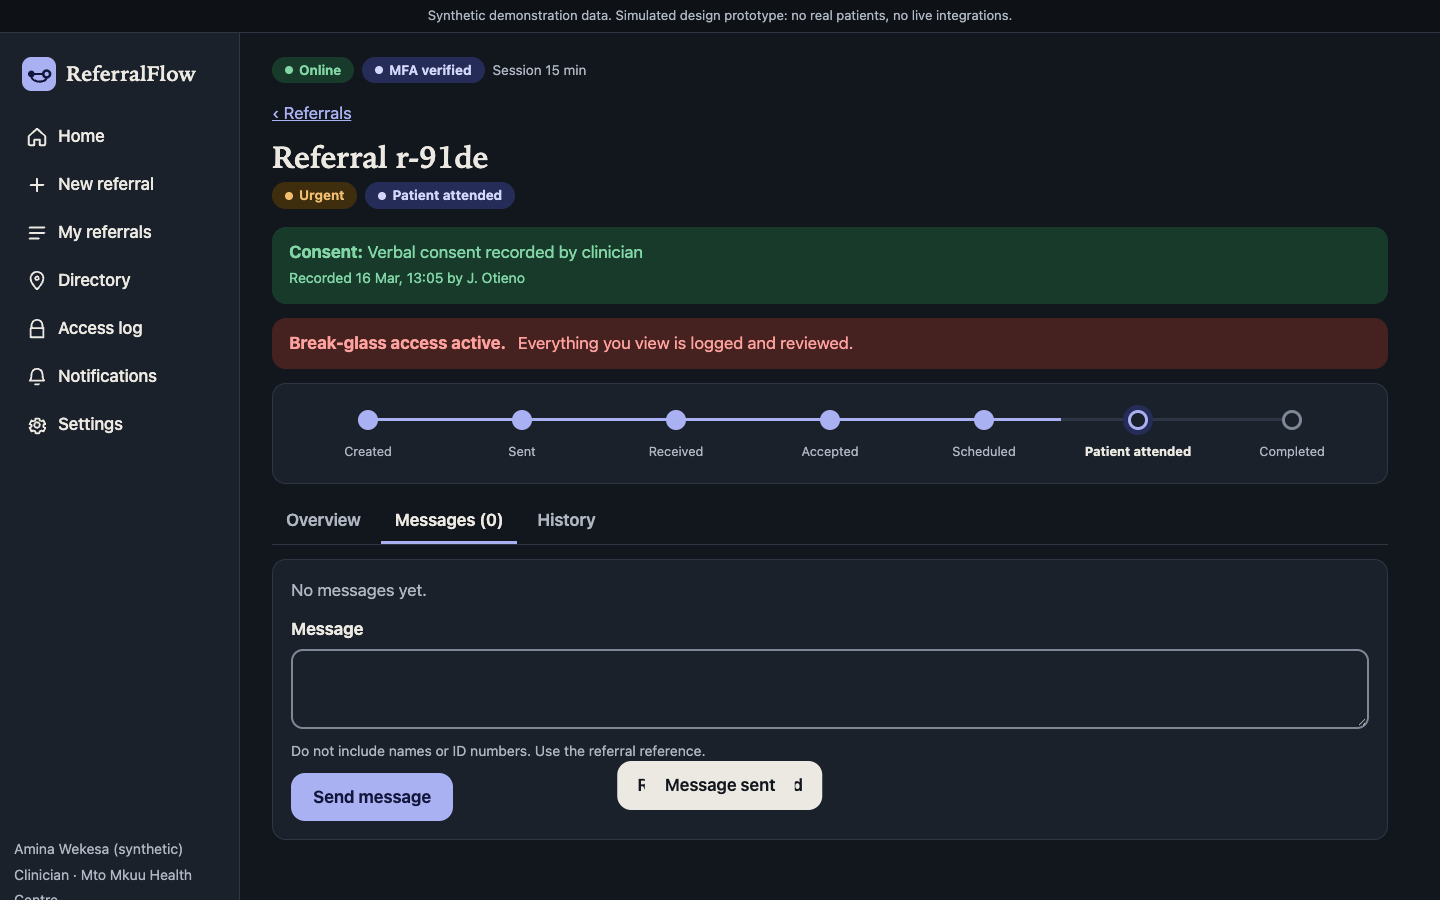 Synthetic demonstration data. Simulated design prototype: no real patients, no live integrations.
ReferralFlow
Home
New referral
My referrals
Directory
Access log
Notifications
Settings
Amina Wekesa (synthetic)
Clinician · Mto Mkuu Health
Centre
Online
MFA verified
Session 15 min
‹ Referrals
Referral r-91de
Urgent
Patient attended
Consent: Verbal consent recorded by clinician
Recorded 16 Mar, 13:05 by J. Otieno
Break-glass access active. Everything you view is logged and reviewed.
Created
Sent
Received
Accepted
Scheduled
Patient attended
Completed
Overview
Messages (0)
History
No messages yet.
Message
Do not include names or ID numbers. Use the referral reference.
Send message
Message sent